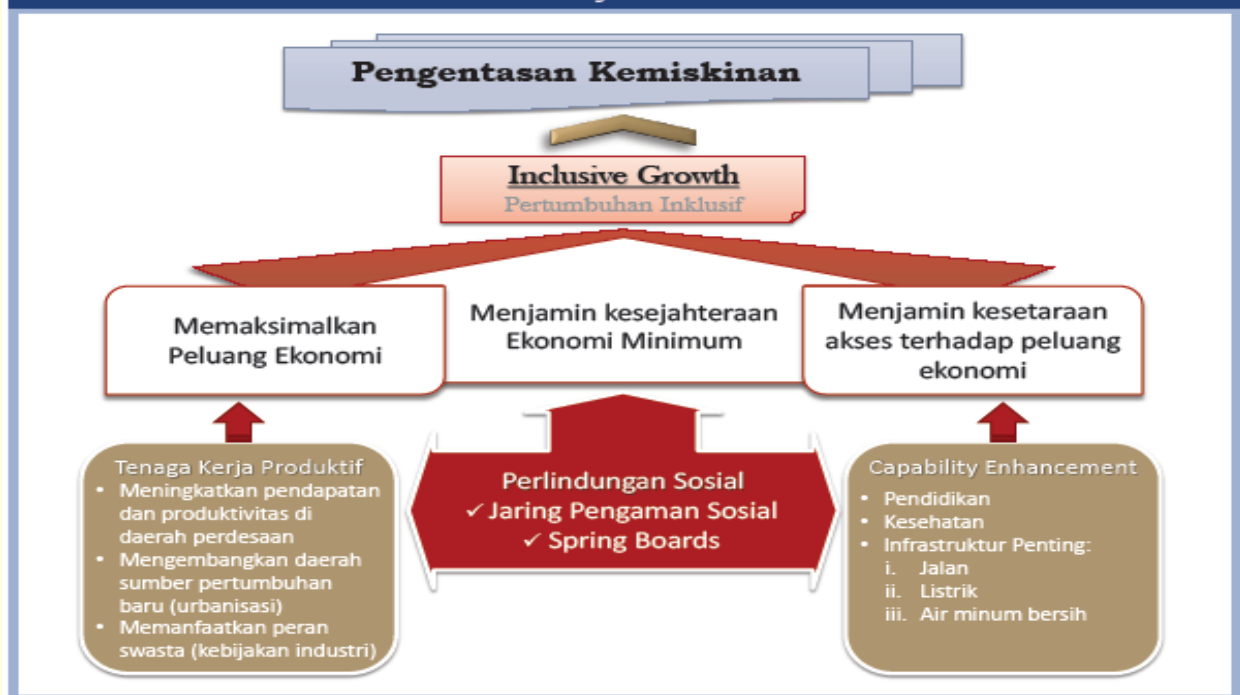 Pengentasan Kemiskinan
Inclusive Growth
Pertumbuhan Inklusif
Memaksimalkan
Peluang Ekonomi
Menjamin kesejahteraan
Ekonomi Minimum
Menjamin kesetaraan
akses terhadap peluang
ekonomi
Tenaga Kerja Produktif
• Meningkatkan pendapatan
dan produktivitas di
daerah perdesaan
• Mengembangkan daerah
sumber pertumbuhan
baru (urbanisasi)
• Memanfaatkan peran
swasta (kebijakan industri)
Perlindungan Sosial
✓ Jaring Pengaman Sosial
✓ Spring Boards
Capability Enhancement
• Pendidikan
• Kesehatan
• Infrastruktur Penting:
i. Jalan
ii. Listrik
iii. Air minum bersih